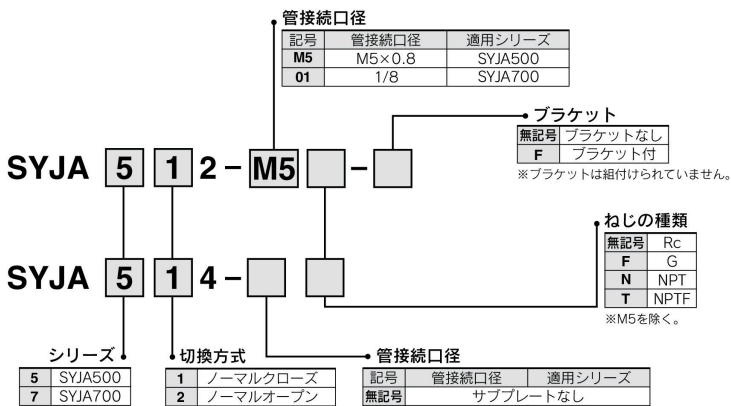 管接続口径
記号 管接続口径 適用シリーズ
M5 M5×0.8 SYJA500
01 1/8 SYJA700
ブラケット
無記号 ブラケットなし
F ブラケット付
※ブラケットは組付けられていません。
SYJA 5 1 2 - M5 -
ねじの種類
無記号 Rc
F G
N NPT
T NPTF
※M5を除く。
SYJA 5 1 4 -
シリーズ
5 SYJA500
7 SYJA700
切換方式
1 ノーマルクローズ
2 ノーマルオープン
管接続口径
記号 管接続口径 適用シリーズ
無記号 サブプレートなし